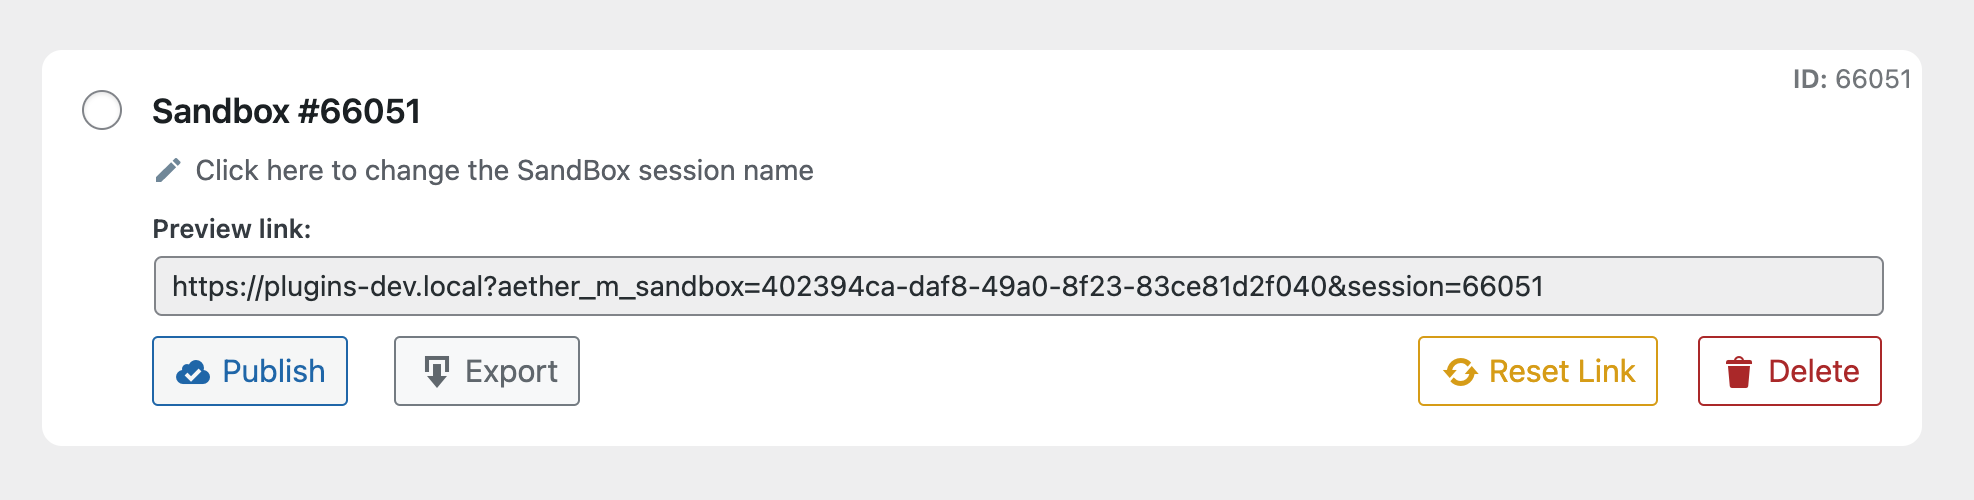 ID: 66051
Sandbox #66051
Click here to change the SandBox session name
Preview link:
https://plugins-dev.local?aether_m_sandbox=402394ca-daf8-49a0-8f23-83ce81d2f040&session=66051
Publish
Export
Reset Link
Delete